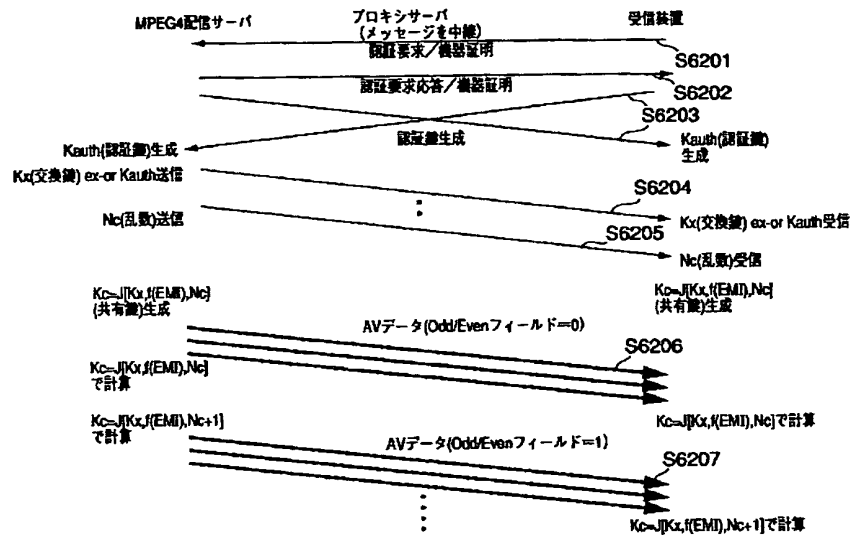 MPEG4配信サーバ
プロキシサーバ
(メッセージを中継)
受信装置
認証要求/機器証明
S6201
認証要求応答/機器証明
S6202
S6203
認証鍵生成
Kauth(認証鍵)生成
Kauth(認証鍵)
生成
Kx(交換鍵) ex-or Kauth送信
S6204
Kx(交換鍵) ex-or Kauth受信
Nc(乱数)送信
S6205
Nc(乱数)受信
Kc=J[Kx,f(EMI),Nc]
(共有鍵)生成
Kc=J[Kx,f(EMI),Nc]
(共有鍵)生成
AVデータ(Odd/Evenフィールド=0)
S6206
Kc=J[Kx,f(EMI),Nc]
で計算
Kc=J[Kx,f(EMI),Nc]で計算
Kc=J[Kx,f(EMI),Nc+1]
で計算
AVデータ(Odd/Evenフィールド=1)
S6207
Kc=J[Kx,f(EMI),Nc+1]で計算